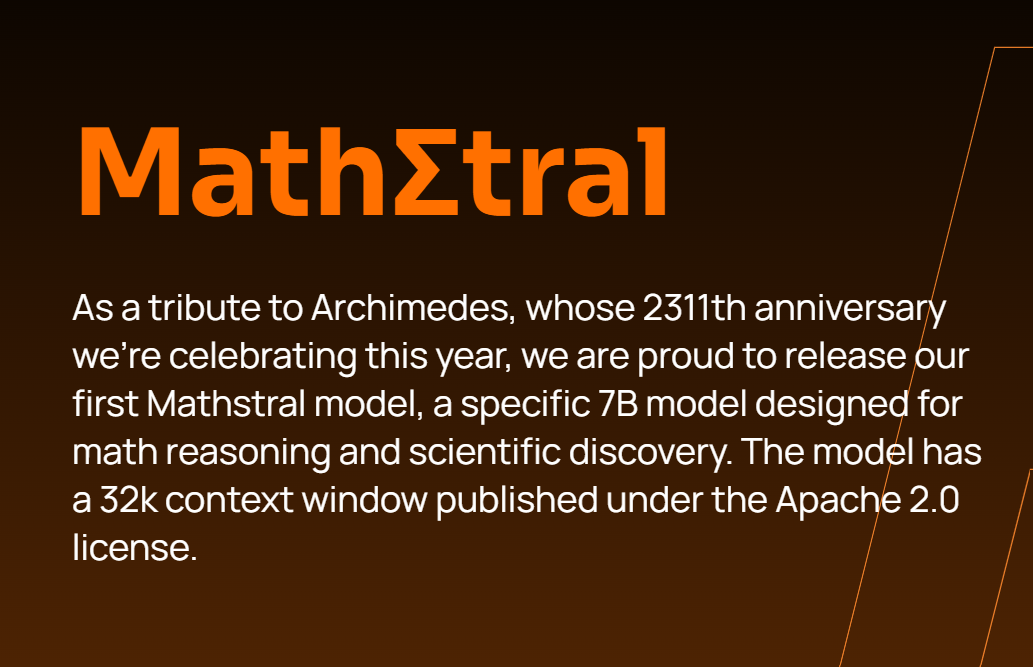 MathΣtral
As a tribute to Archimedes, whose 2311th anniversary
we’re celebrating this year, we are proud to release our
first Mathstral model, a specific 7B model designed for
math reasoning and scientific discovery. The model has
a 32k context window published under the Apache 2.0
license.